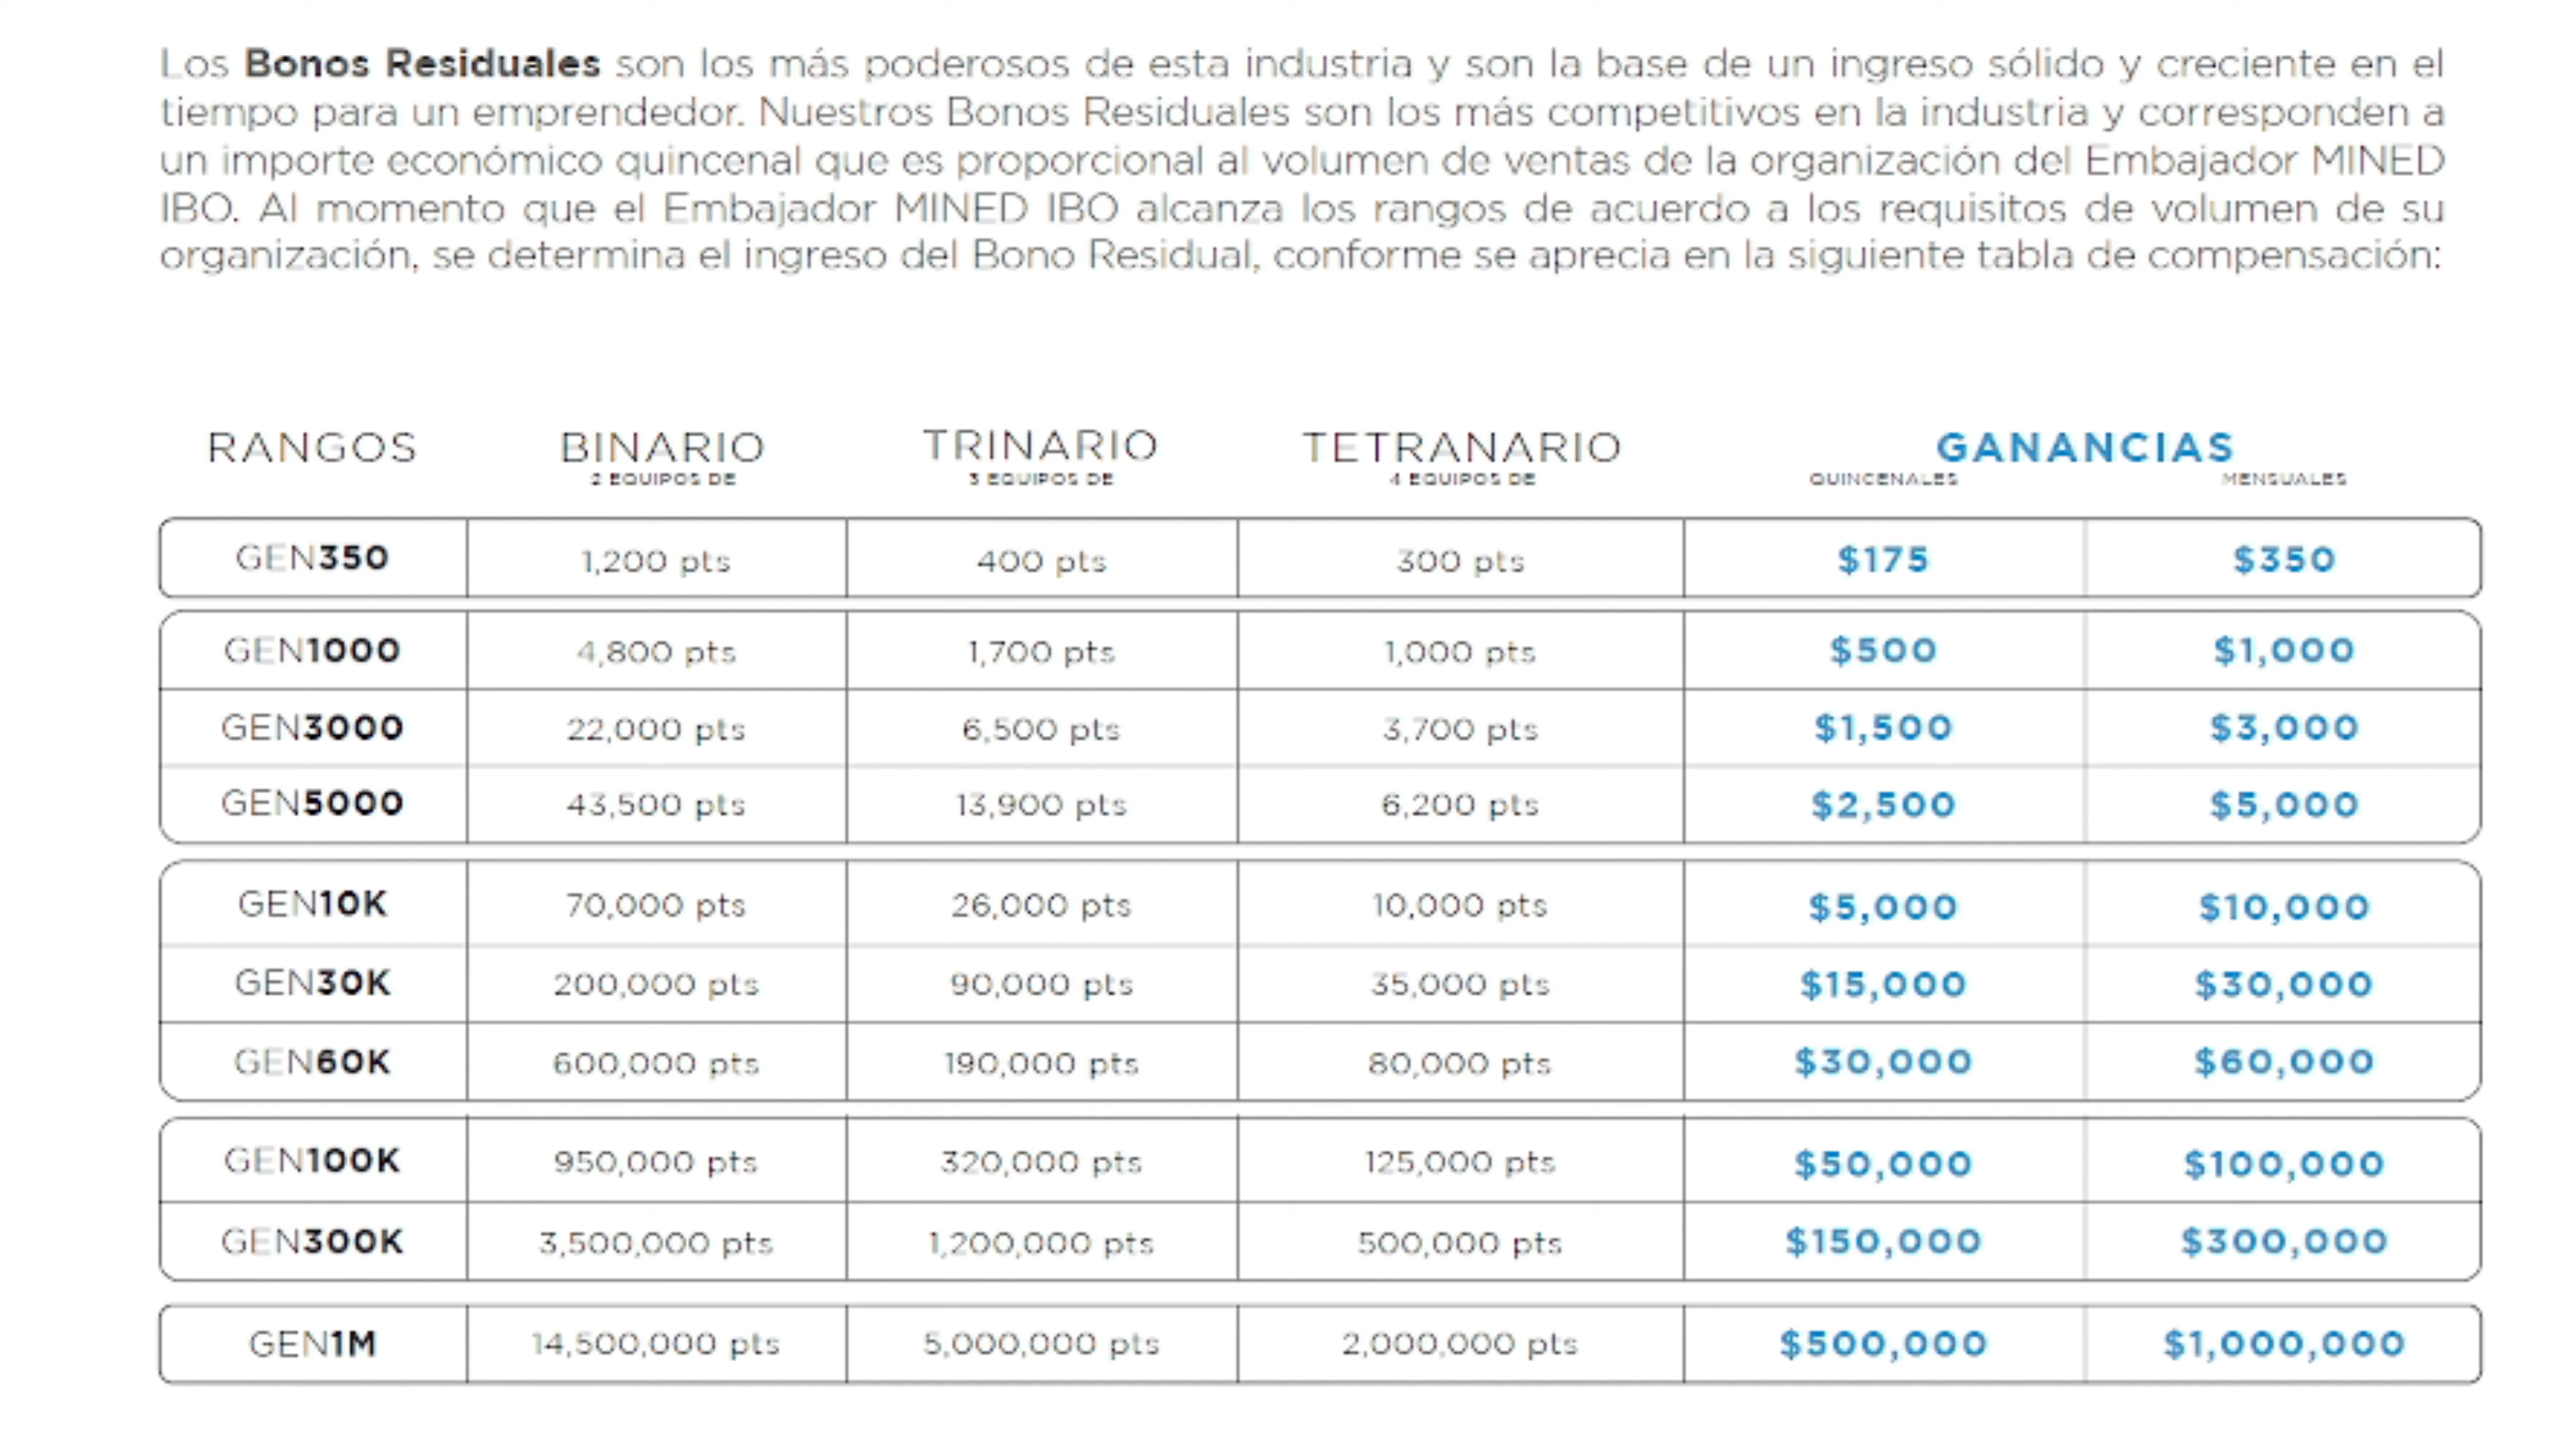 Los Bonos Residuales son los más poderosos de esta industria y son la base de un ingreso sólido y creciente en el
tiempo para un emprendedor. Nuestros Bonos Residuales son los más competitivos en la industria y corresponden a
un importe económico quincenal que es proporcional al volumen de ventas de la organización del Embajador MINED
IBO. Al momento que el Embajador MINED IBO alcanza los rangos de acuerdo a los requisitos de volumen de su
organización, se determina el ingreso del Bono Residual, conforme se aprecia en la siguiente tabla de compensación:
RANGOS BINARIO TRINARIO TETRANARIO GANANCIAS
2 EQUIPOS DE 3 EQUIPOS DE 4 EQUIPOS DE QUINCENALES MENSUALES
GEN350 1,200 pts 400 pts 300 pts $175 $350
GEN1000 4,800 pts 1,700 pts 1,000 pts $500 $1,000
GEN3000 22,000 pts 6,500 pts 3,700 pts $1,500 $3,000
GEN5000 43,500 pts 13,900 pts 6,200 pts $2,500 $5,000
GEN10K 70,000 pts 26,000 pts 10,000 pts $5,000 $10,000
GEN30K 200,000 pts 90,000 pts 35,000 pts $15,000 $30,000
GEN60K 600,000 pts 190,000 pts 80,000 pts $30,000 $60,000
GEN100K 950,000 pts 320,000 pts 125,000 pts $50,000 $100,000
GEN300K 3,500,000 pts 1,200,000 pts 500,000 pts $150,000 $300,000
GEN1M 14,500,000 pts 5,000,000 pts 2,000,000 pts $500,000 $1,000,000